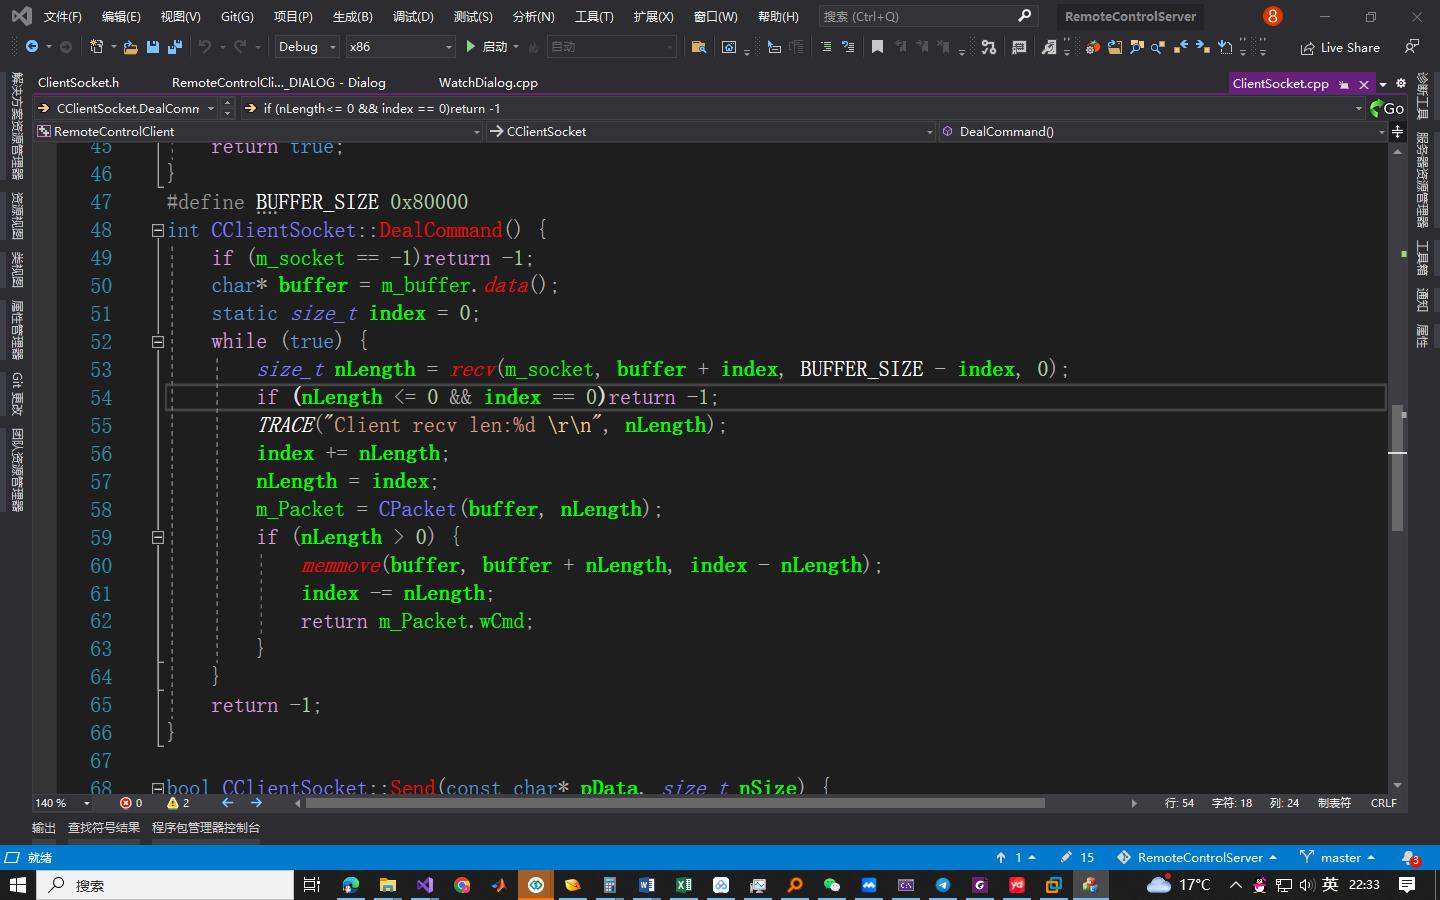 文件(F) 编辑(E) 视图(V) Git(G) 项目(P) 生成(B) 调试(D) 测试(S) 分析(N) 工具(T) 扩展(X) 窗口(W) 帮助(H) 搜索 (Ctrl+Q) RemoteControlServer 8
Debug x86 启动 自动 Live Share
ClientSocket.h RemoteControlCli..._DIALOG - Dialog WatchDialog.cpp ClientSocket.cpp
CClientSocket.DealComn if (nLength<= 0 && index == 0)return -1 Go
RemoteControlClient CClientSocket DealCommand()
45 return true;
46 }
47 #define BUFFER_SIZE 0x80000
48 int CClientSocket::DealCommand() {
49 if (m_socket == -1)return -1;
50 char* buffer = m_buffer.data();
51 static size_t index = 0;
52 while (true) {
53 size_t nLength = recv(m_socket, buffer + index, BUFFER_SIZE - index, 0);
54 if (nLength <= 0 && index == 0)return -1;
55 TRACE("Client recv len:%d \r\n", nLength);
56 index += nLength;
57 nLength = index;
58 m_Packet = CPacket(buffer, nLength);
59 if (nLength > 0) {
60 memmove(buffer, buffer + nLength, index - nLength);
61 index -= nLength;
62 return m_Packet.wCmd;
63 }
64 }
65 return -1;
66 }
67
68 bool CClientSocket::Send(const char* pData, size_t nSize) {
解决方案资源管理器
资源视图
类视图
属性管理器
Git 更改
团队资源管理器
诊断工具
服务器资源管理器
工具箱
通知
属性
140 % 0 2 行: 54 字符: 18 列: 24 制表符 CRLF
输出 查找符号结果 程序包管理器控制台
就绪 1 15 RemoteControlServer master 3
搜索 17°C 英 22:33